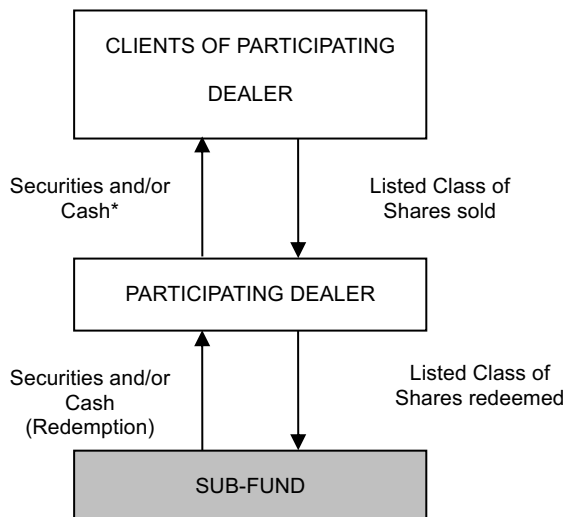 CLIENTS OF PARTICIPATING
DEALER
Securities and/or
Cash*
Listed Class of
Shares sold
PARTICIPATING DEALER
Securities and/or
Cash
(Redemption)
Listed Class of
Shares redeemed
SUB-FUND